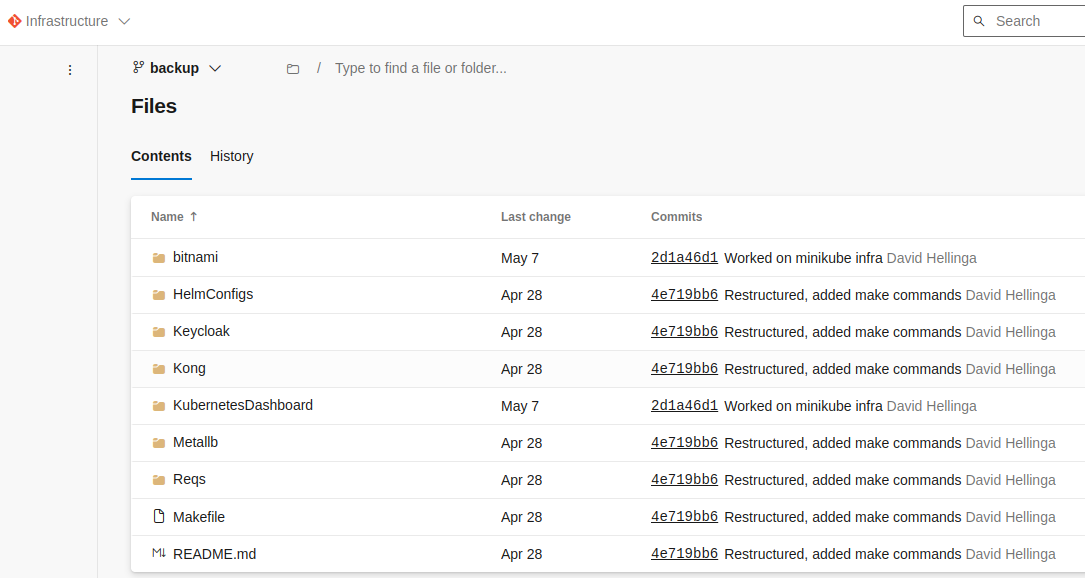 Infrastructure
Search
backup / Type to find a file or folder...
Files
Contents History
Name ↑ Last change Commits
bitnami May 7 2d1a46d1 Worked on minikube infra David Hellinga
HelmConfigs Apr 28 4e719bb6 Restructured, added make commands David Hellinga
Keycloak Apr 28 4e719bb6 Restructured, added make commands David Hellinga
Kong Apr 28 4e719bb6 Restructured, added make commands David Hellinga
KubernetesDashboard May 7 2d1a46d1 Worked on minikube infra David Hellinga
Metallb Apr 28 4e719bb6 Restructured, added make commands David Hellinga
Reqs Apr 28 4e719bb6 Restructured, added make commands David Hellinga
Makefile Apr 28 4e719bb6 Restructured, added make commands David Hellinga
M↓ README.md Apr 28 4e719bb6 Restructured, added make commands David Hellinga